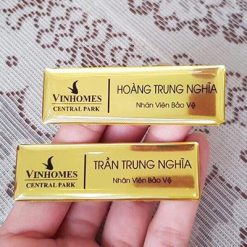 VINHOMES
CENTRAL PARK
HOÀNG TRUNG NGHĨA
Nhân Viên Bảo Vệ
VINHOMES
CENTRAL PARK
TRẦN TRUNG NGHĨA
Nhân Viên Bảo Vệ